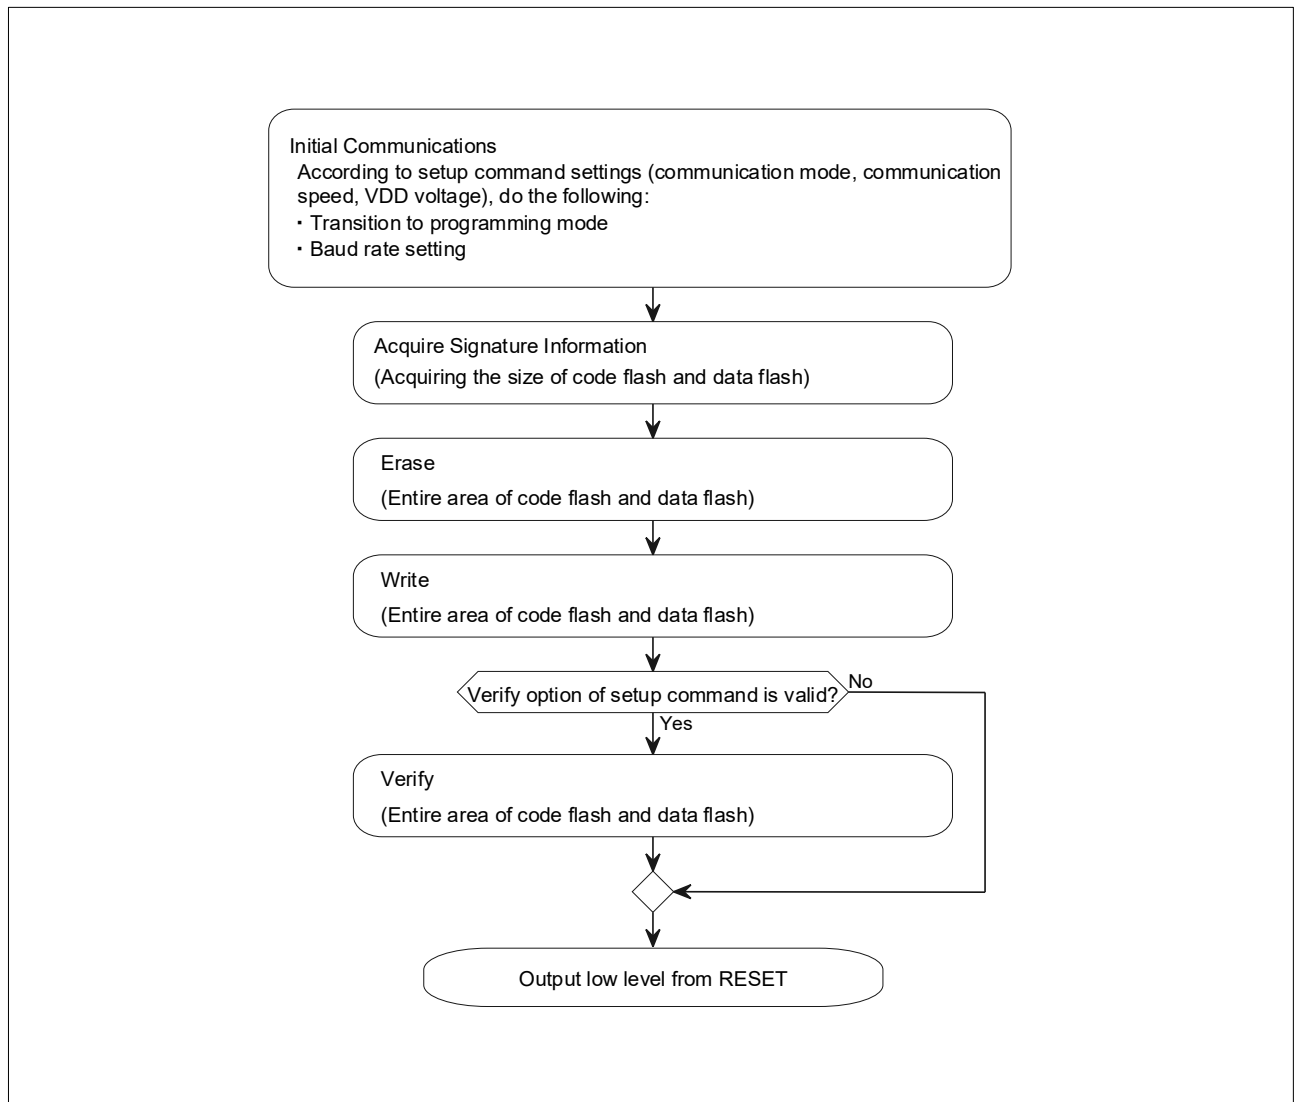 Initial Communications
According to setup command settings (communication mode, communication
speed, VDD voltage), do the following:
・Transition to programming mode
・Baud rate setting
Acquire Signature Information
(Acquiring the size of code flash and data flash)
Erase
(Entire area of code flash and data flash)
Write
(Entire area of code flash and data flash)
Verify option of setup command is valid?
No
Yes
Verify
(Entire area of code flash and data flash)
Output low level from RESET